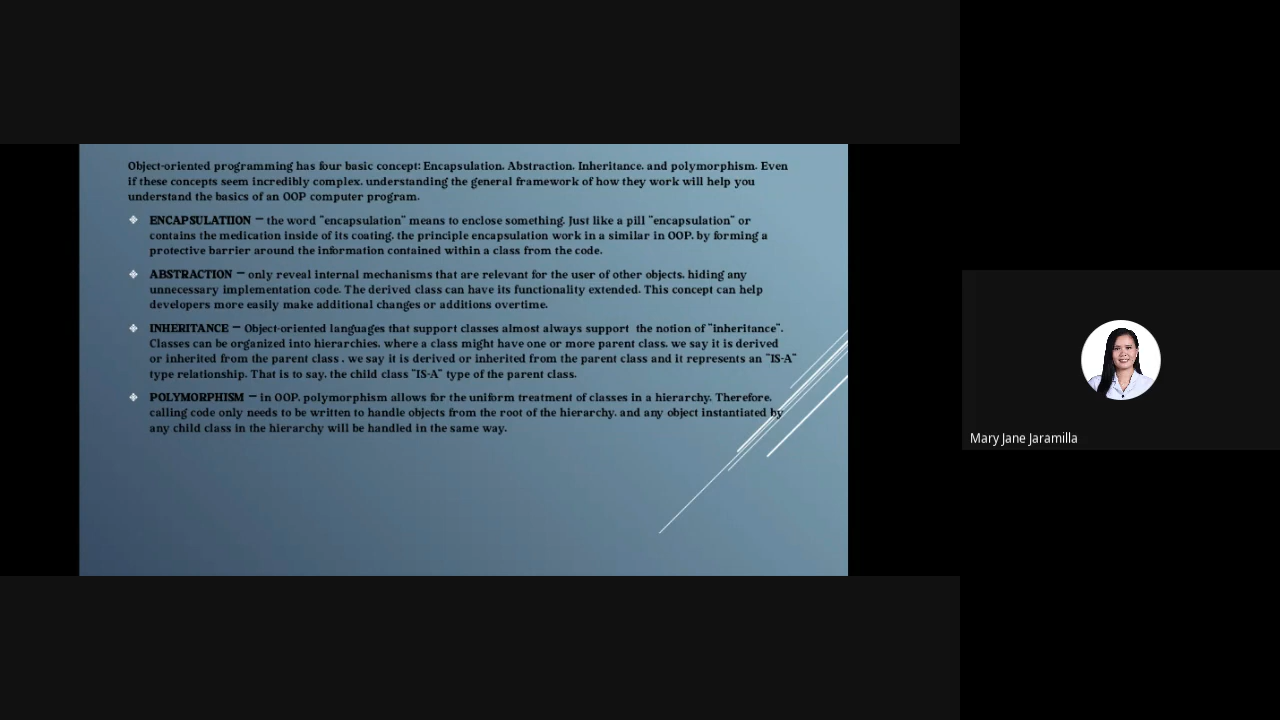 Object-oriented programming has four basic concept: Encapsulation, Abstraction, Inheritance, and polymorphism. Even
if these concepts seem incredibly complex, understanding the general framework of how they work will help you
understand the basics of an OOP computer program.
ENCAPSULATION – the word "encapsulation" means to enclose something. Just like a pill "encapsulation" or
contains the medication inside of its coating, the principle encapsulation work in a similar in OOP, by forming a
protective barrier around the information contained within a class from the code.
ABSTRACTION – only reveal internal mechanisms that are relevant for the user of other objects, hiding any
unnecessary implementation code. The derived class can have its functionality extended. This concept can help
developers more easily make additional changes or additions overtime.
INHERITANCE – Object-oriented languages that support classes almost always support the notion of "inheritance".
Classes can be organized into hierarchies, where a class might have one or more parent class, we say it is derived
or inherited from the parent class , we say it is derived or inherited from the parent class and it represents an "IS-A"
type relationship. That is to say, the child class "IS-A" type of the parent class.
POLYMORPHISM – in OOP, polymorphism allows for the uniform treatment of classes in a hierarchy. Therefore,
calling code only needs to be written to handle objects from the root of the hierarchy, and any object instantiated by
any child class in the hierarchy will be handled in the same way.
Mary Jane Jaramilla